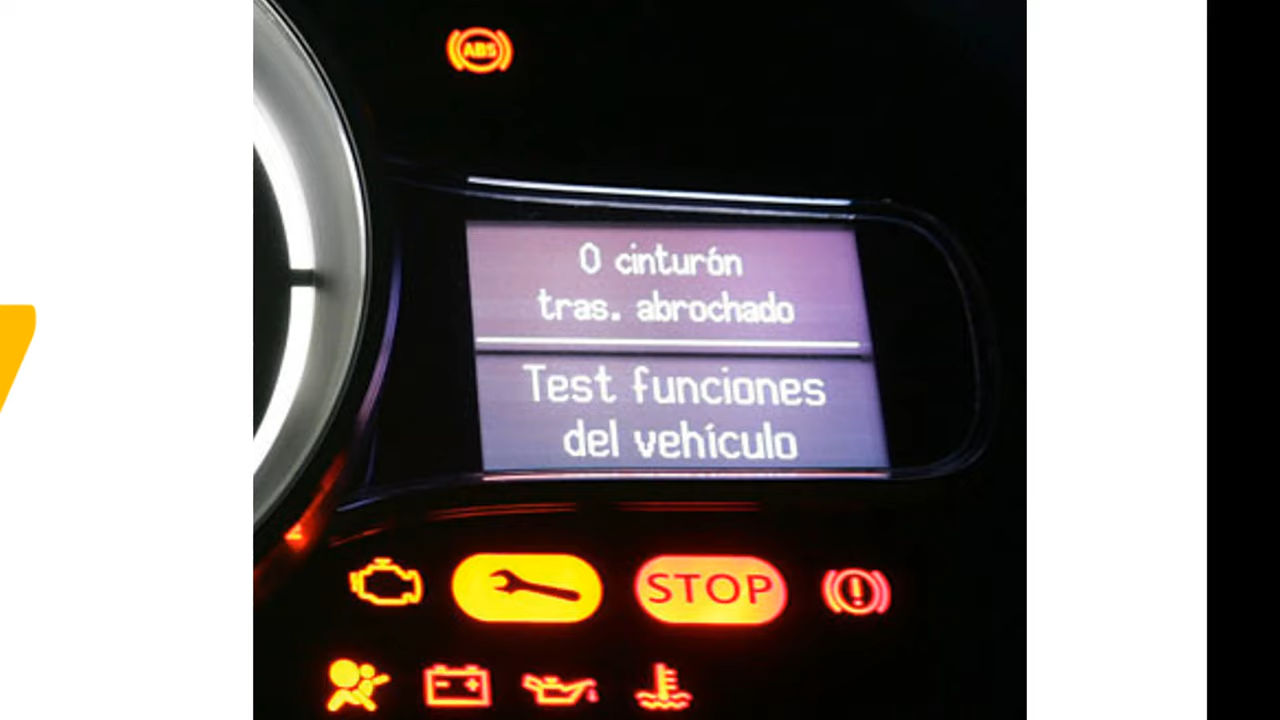 ABS
0 cinturón
tras. abrochado
Test funciones
del vehículo
STOP